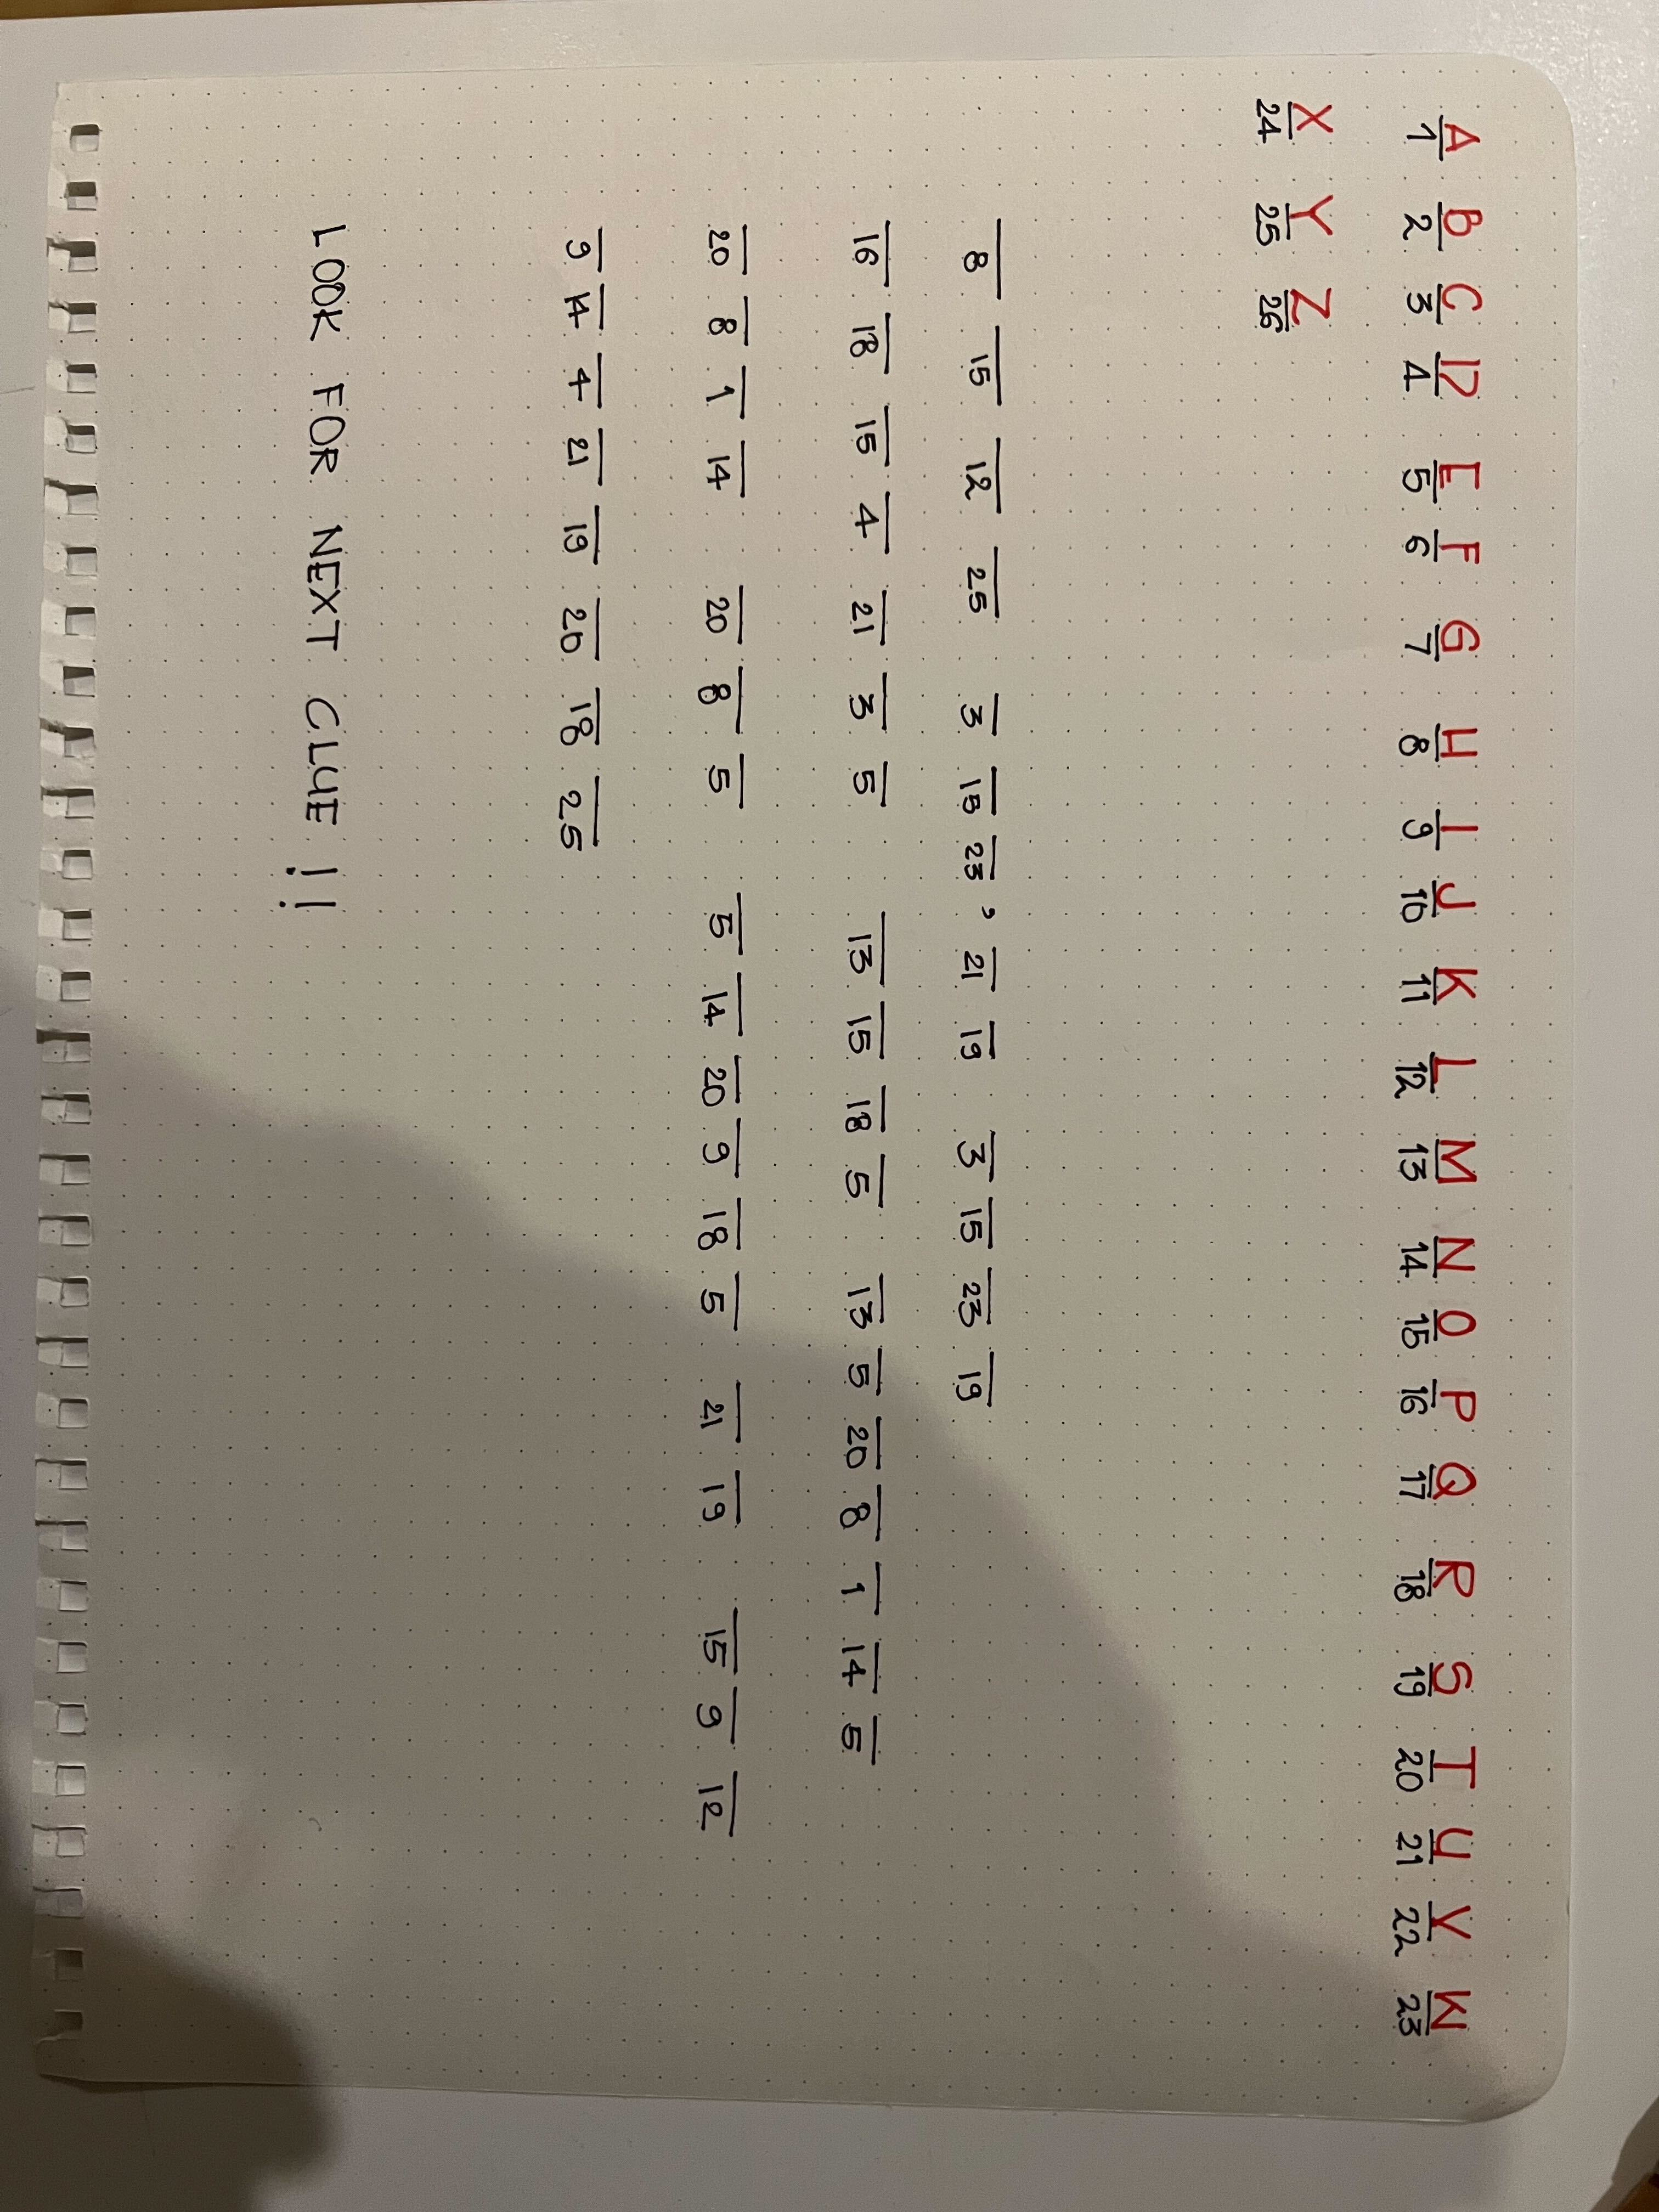 A B C D E F G H I J K L M N O P Q R S T U V W
1 2 3 4 5 6 7 8 9 10 11 12 13 14 15 16 17 18 19 20 21 22 23
X Y Z
24 25 26
8 15 12 25 3 15 23 , 21 19 3 15 23 19
16 18 15 4 21 3 5 13 15 18 5 13 5 20 8 1 14 5
20 8 1 14 20 8 5 5 14 20 9 18 5 21 19 15 9 12
9 14 4 21 19 20 18 25
LOOK FOR NEXT CLUE !!